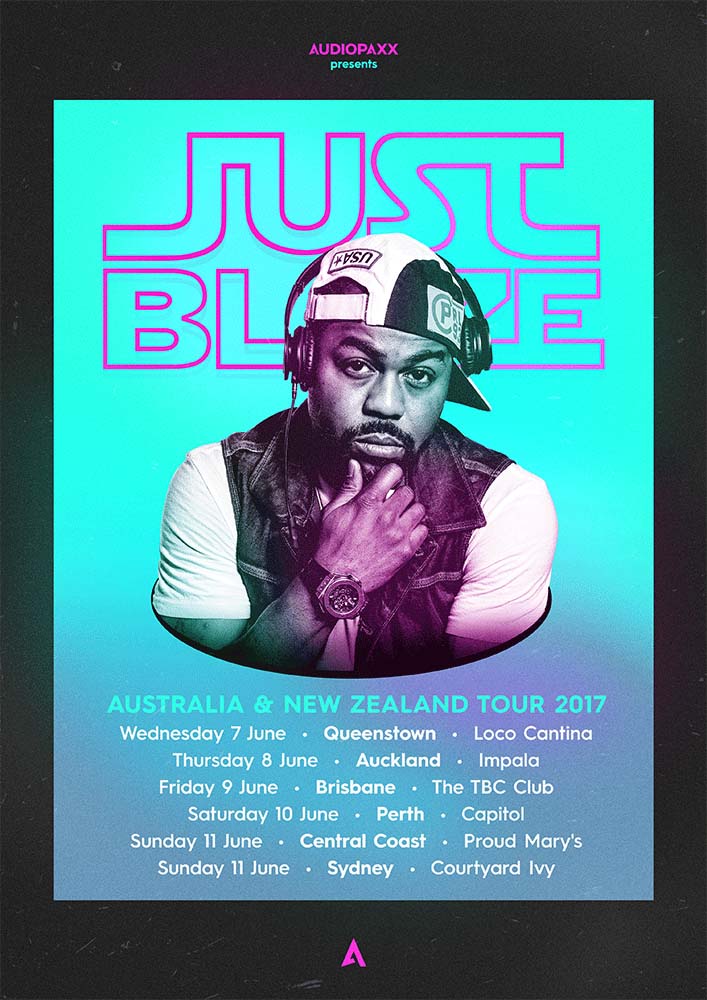 AUDIOPAXX
presents
JUST
BLAZE
USA★
AUSTRALIA & NEW ZEALAND TOUR 2017
Wednesday 7 June • Queenstown • Loco Cantina
Thursday 8 June • Auckland • Impala
Friday 9 June • Brisbane • The TBC Club
Saturday 10 June • Perth • Capitol
Sunday 11 June • Central Coast • Proud Mary's
Sunday 11 June • Sydney • Courtyard Ivy